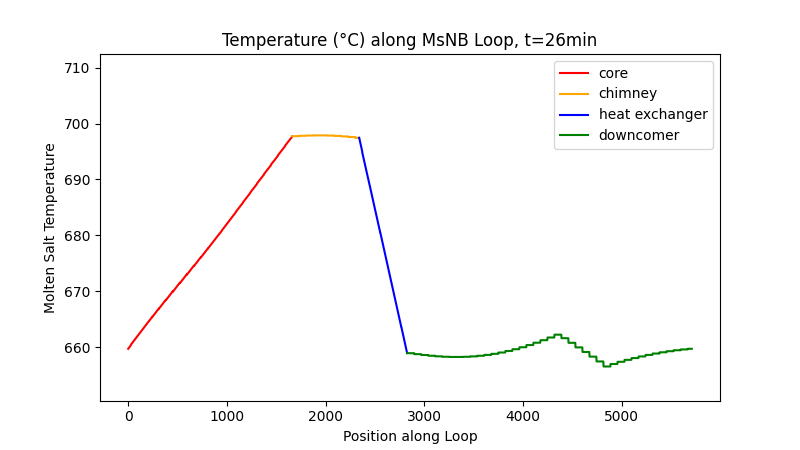 Temperature (°C) along MsNB Loop, t=26min
Molten Salt Temperature
710
700
690
680
670
660
0
1000
2000
3000
4000
5000
Position along Loop
core
chimney
heat exchanger
downcomer